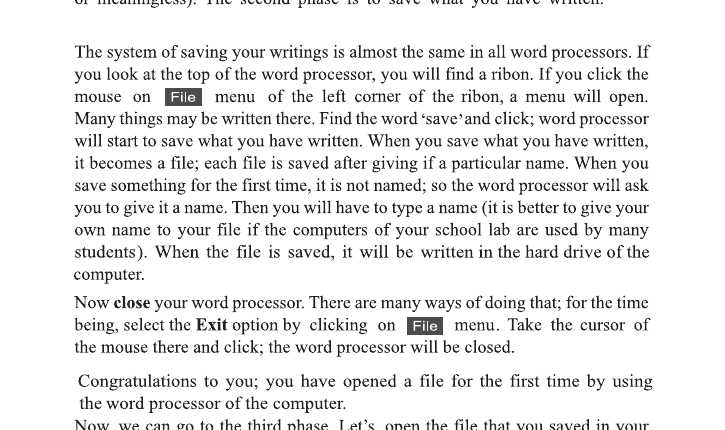 or meaningless). The second phase is to save what you have written.
The system of saving your writings is almost the same in all word processors. If
you look at the top of the word processor, you will find a ribon. If you click the
mouse on File menu of the left corner of the ribon, a menu will open.
Many things may be written there. Find the word ‘save’and click; word processor
will start to save what you have written. When you save what you have written,
it becomes a file; each file is saved after giving if a particular name. When you
save something for the first time, it is not named; so the word processor will ask
you to give it a name. Then you will have to type a name (it is better to give your
own name to your file if the computers of your school lab are used by many
students). When the file is saved, it will be written in the hard drive of the
computer.
Now close your word processor. There are many ways of doing that; for the time
being, select the Exit option by clicking on File menu. Take the cursor of
the mouse there and click; the word processor will be closed.
Congratulations to you; you have opened a file for the first time by using
the word processor of the computer.
Now, we can go to the third phase. Let’s, open the file that you saved in your